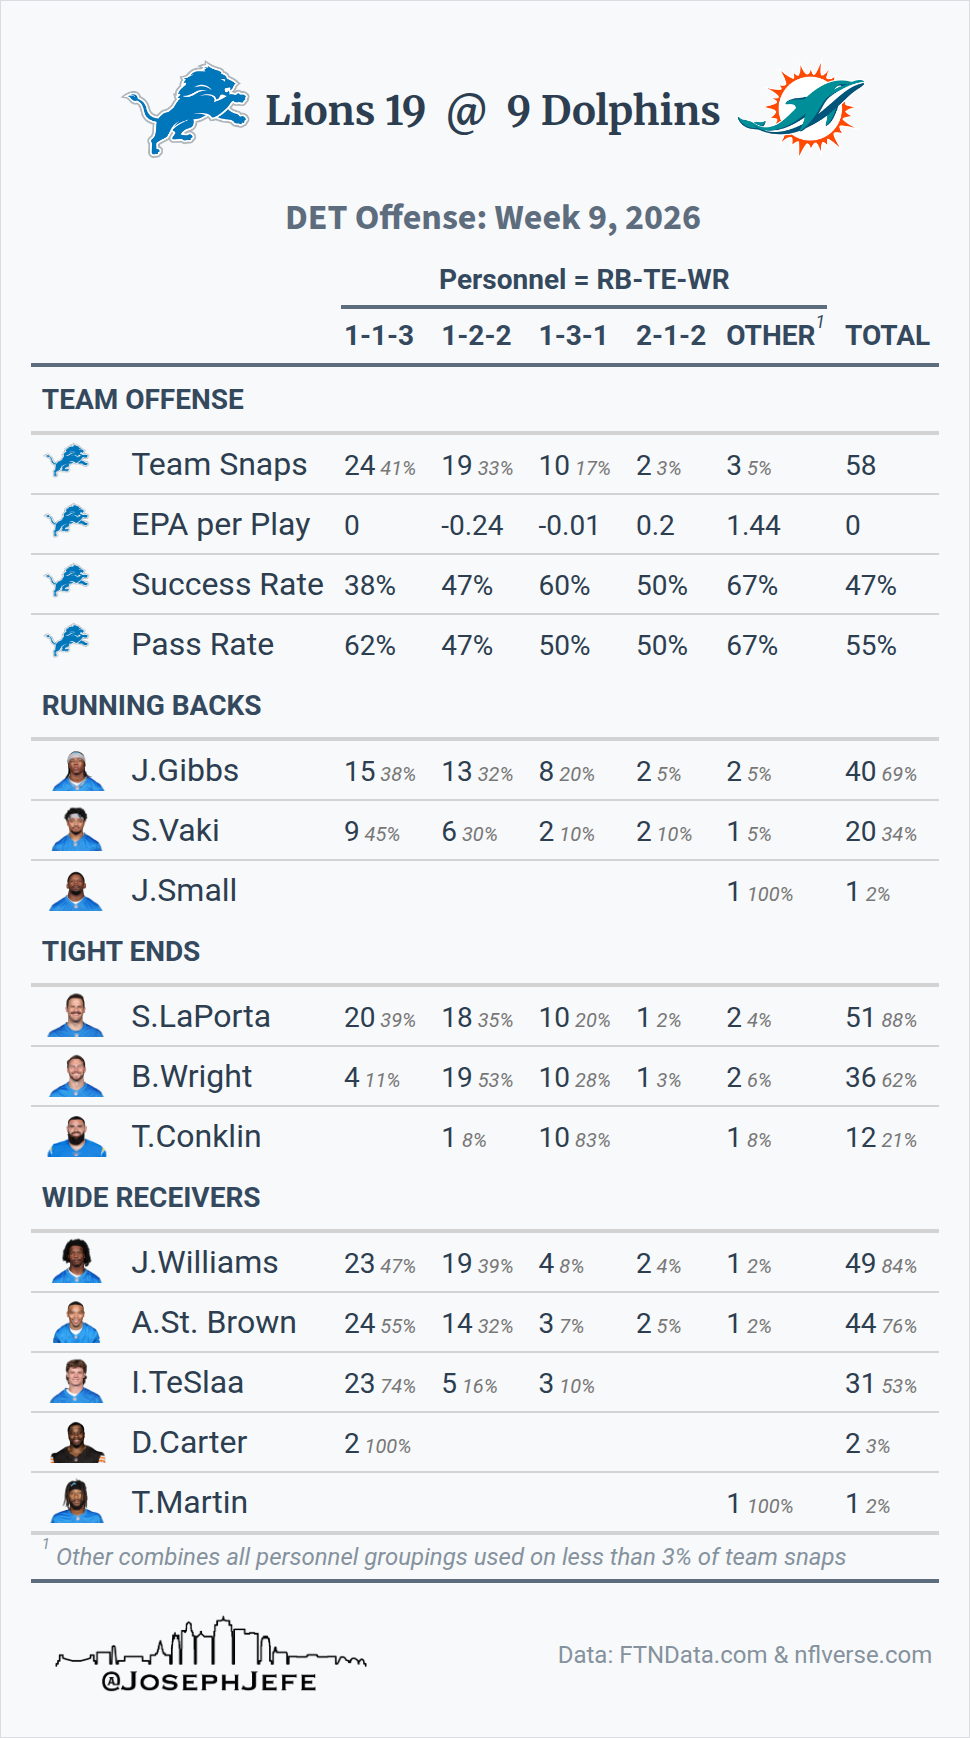 Lions 19 @ 9 Dolphins
DET Offense: Week 9, 2026
Personnel = RB-TE-WR
1-1-3 1-2-2 1-3-1 2-1-2 OTHER1 TOTAL
TEAM OFFENSE
Team Snaps 24 41% 19 33% 10 17% 2 3% 3 5% 58
EPA per Play 0 -0.24 -0.01 0.2 1.44 0
Success Rate 38% 47% 60% 50% 67% 47%
Pass Rate 62% 47% 50% 50% 67% 55%
RUNNING BACKS
J.Gibbs 15 38% 13 32% 8 20% 2 5% 2 5% 40 69%
S.Vaki 9 45% 6 30% 2 10% 2 10% 1 5% 20 34%
J.Small 1 100% 1 2%
TIGHT ENDS
S.LaPorta 20 39% 18 35% 10 20% 1 2% 2 4% 51 88%
B.Wright 4 11% 19 53% 10 28% 1 3% 2 6% 36 62%
T.Conklin 1 8% 10 83% 1 8% 12 21%
WIDE RECEIVERS
J.Williams 23 47% 19 39% 4 8% 2 4% 1 2% 49 84%
A.St. Brown 24 55% 14 32% 3 7% 2 5% 1 2% 44 76%
I.TeSlaa 23 74% 5 16% 3 10% 31 53%
D.Carter 2 100% 2 3%
T.Martin 1 100% 1 2%
1 Other combines all personnel groupings used on less than 3% of team snaps
@JOSEPHJEFE
Data: FTNData.com & nflverse.com